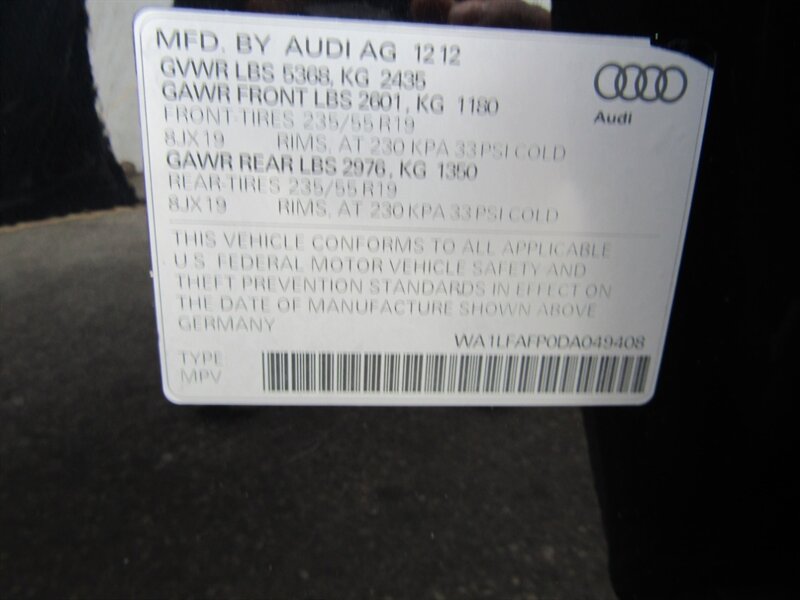 MFD. BY AUDI AG 12 12
GVWR LBS 5368, KG 2435
GAWR FRONT LBS 2601, KG 1180
FRONT-TIRES 235/55 R19
8JX19 RIMS, AT 230 KPA 33 PSI COLD
GAWR REAR LBS 2976, KG 1350
REAR-TIRES 235/55 R19
8JX19 RIMS, AT 230 KPA 33 PSI COLD
Audi
THIS VEHICLE CONFORMS TO ALL APPLICABLE
U.S. FEDERAL MOTOR VEHICLE SAFETY AND
THEFT PREVENTION STANDARDS IN EFFECT ON
THE DATE OF MANUFACTURE SHOWN ABOVE
GERMANY
WA1LFAFP0DA049408
TYPE
MPV